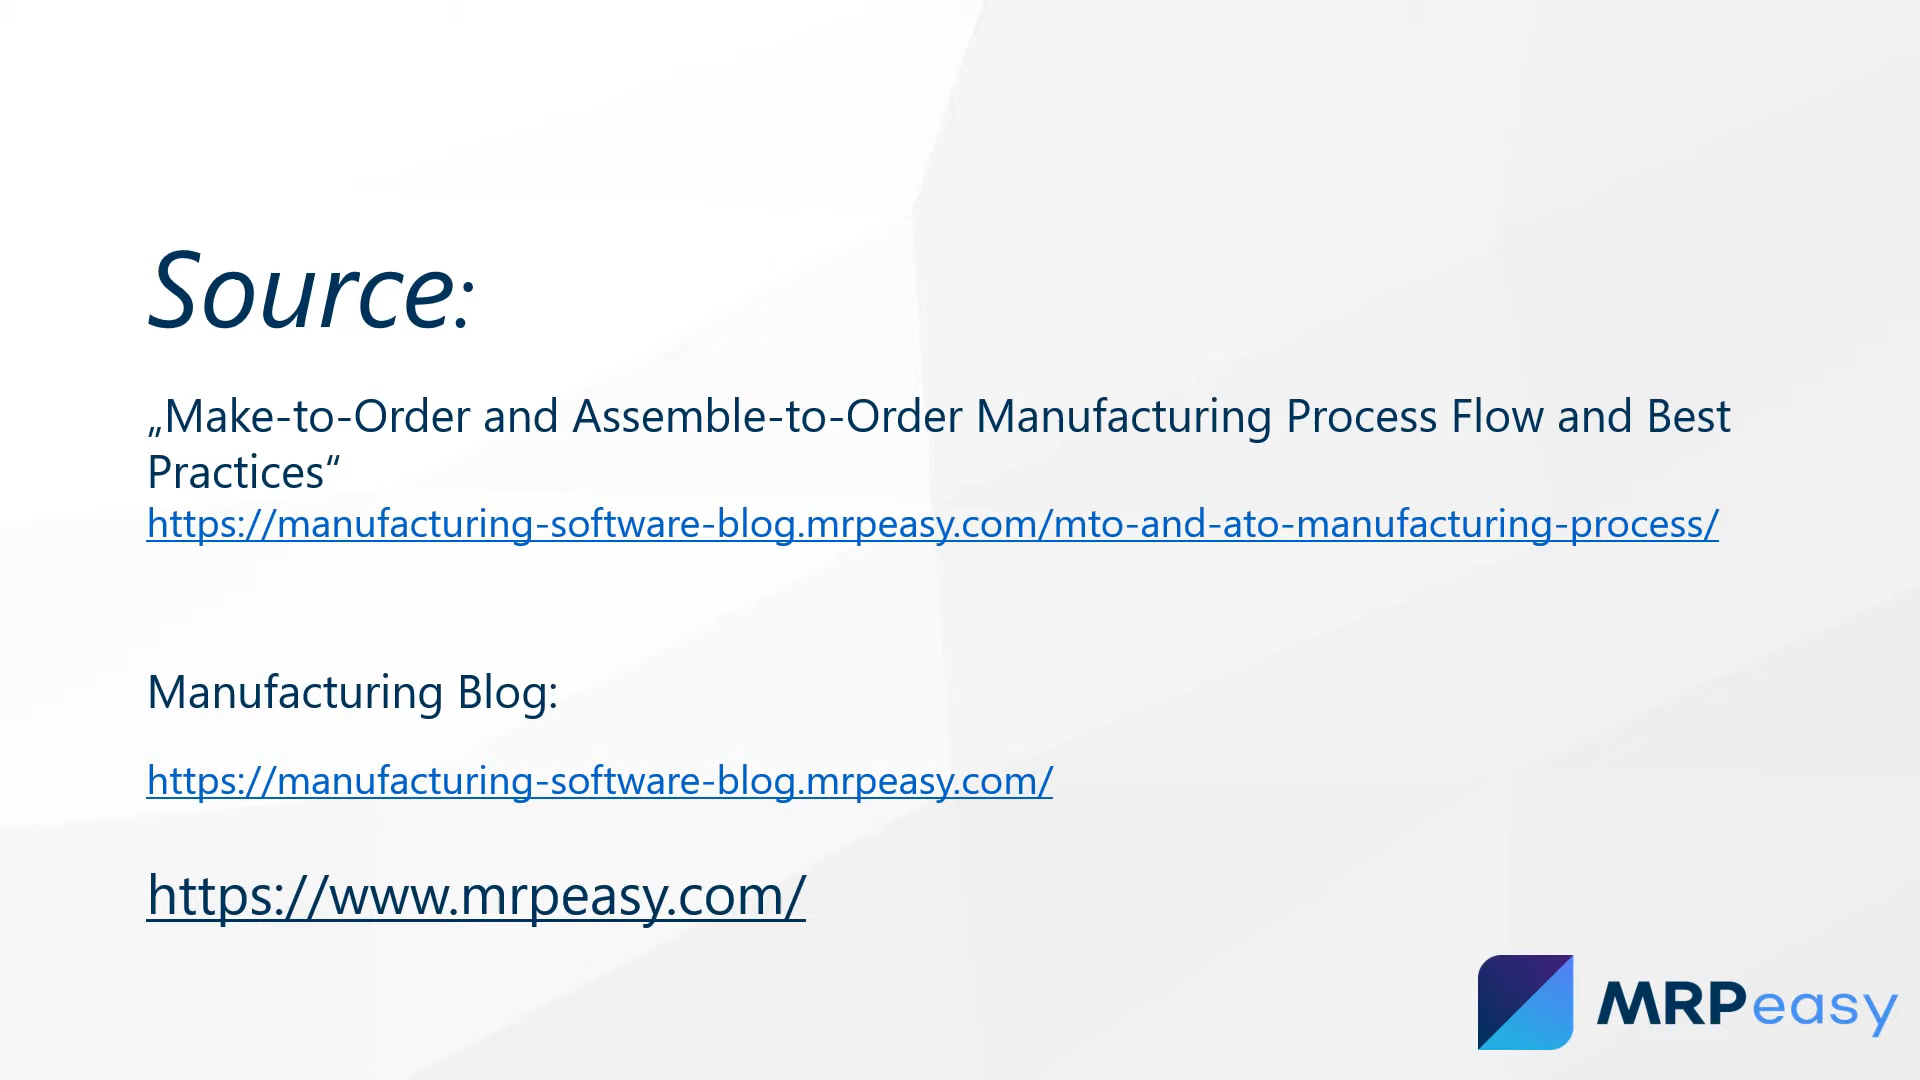 Source:
„Make-to-Order and Assemble-to-Order Manufacturing Process Flow and Best
Practices“
https://manufacturing-software-blog.mrpeasy.com/mto-and-ato-manufacturing-process/
Manufacturing Blog:
https://manufacturing-software-blog.mrpeasy.com/
https://www.mrpeasy.com/
MRPeasy